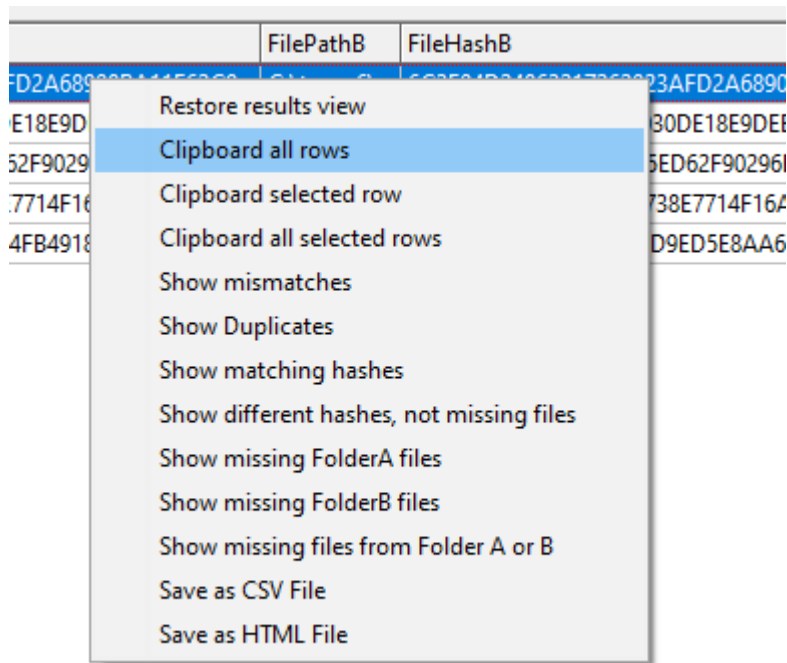 FilePathB FileHashB
Restore results view
Clipboard all rows
Clipboard selected row
Clipboard all selected rows
Show mismatches
Show Duplicates
Show matching hashes
Show different hashes, not missing files
Show missing FolderA files
Show missing FolderB files
Show missing files from Folder A or B
Save as CSV File
Save as HTML File